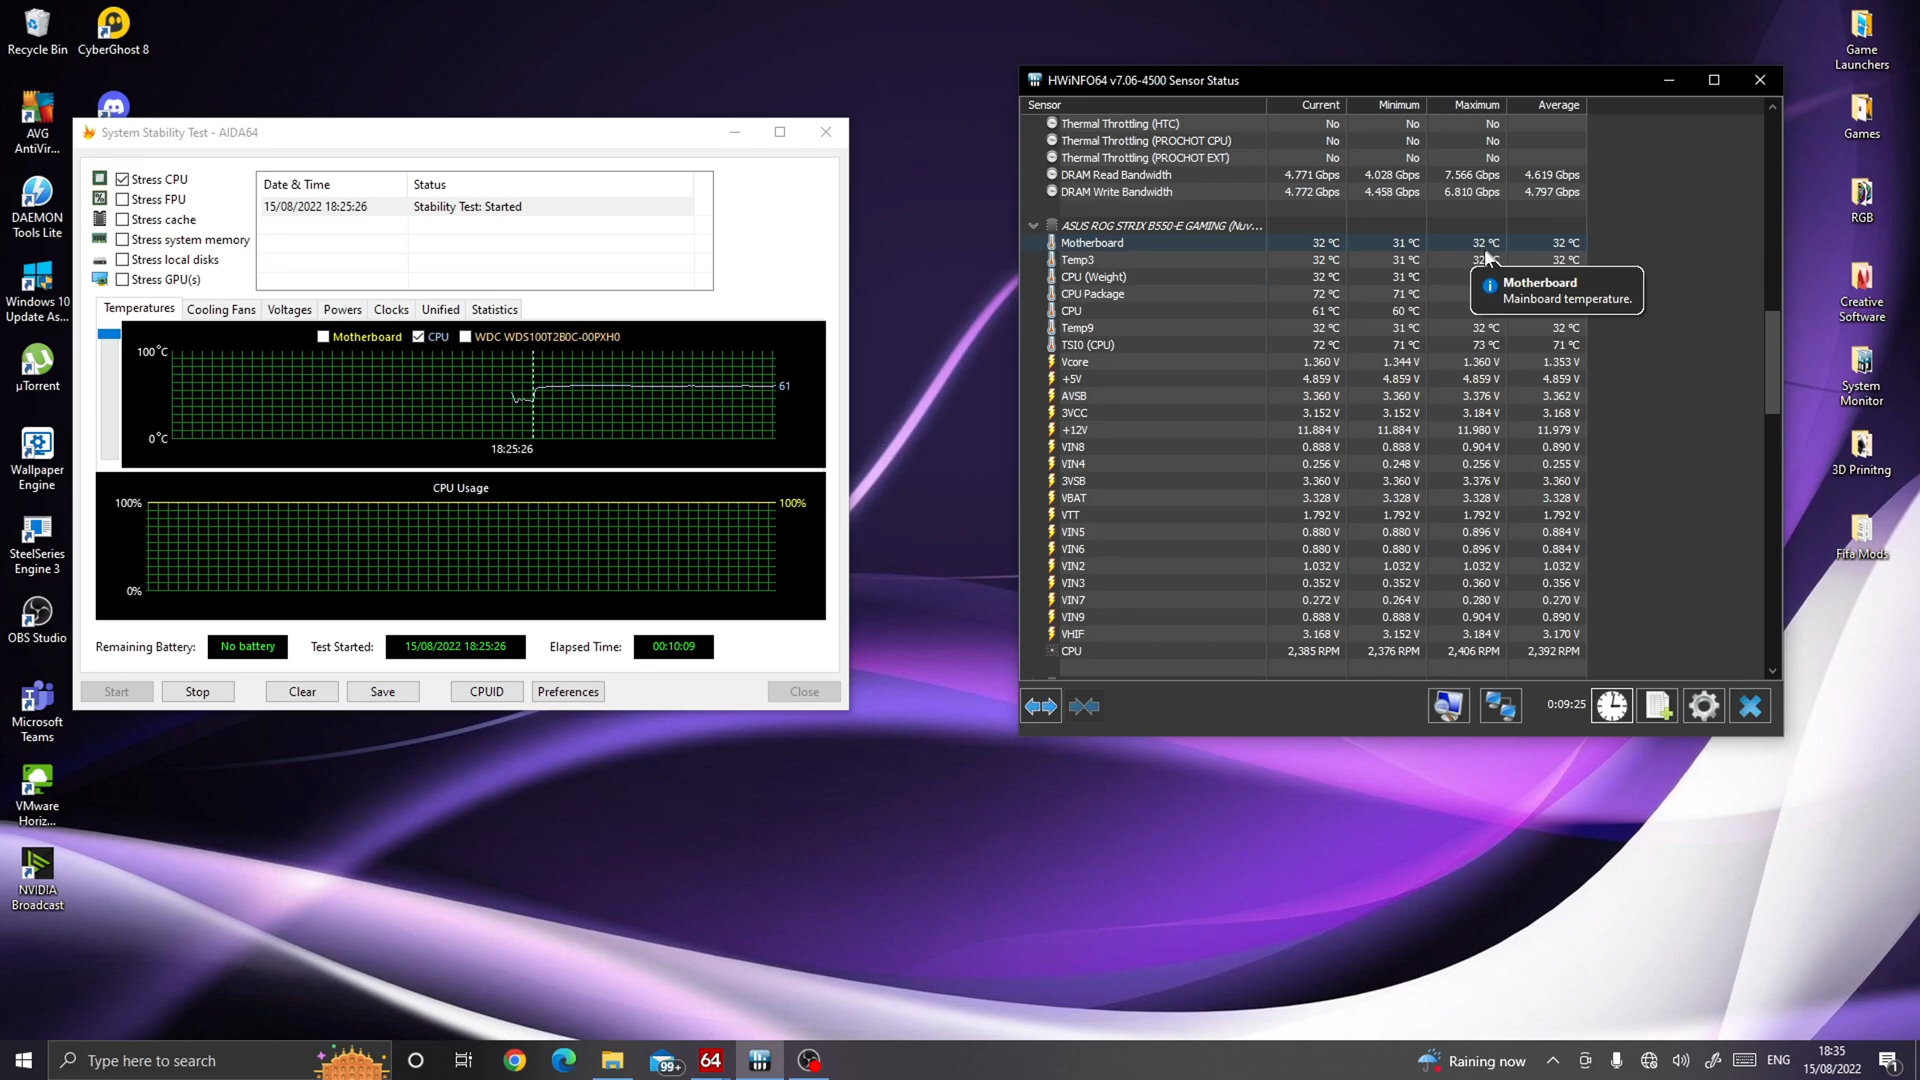 Recycle Bin
CyberGhost 8
AVG
AntiVir...
DAEMON
Tools Lite
Windows 10
Update As...
µTorrent
Wallpaper
Engine
SteelSeries
Engine 3
OBS Studio
Microsoft
Teams
VMware
Horiz...
NVIDIA
Broadcast
System Stability Test - AIDA64
Stress CPU
Stress FPU
Stress cache
Stress system memory
Stress local disks
Stress GPU(s)
Date & Time Status
15/08/2022 18:25:26 Stability Test: Started
Temperatures Cooling Fans Voltages Powers Clocks Unified Statistics
Motherboard CPU WDC WDS100T2B0C-00PXH0
100°C
61
0°C
18:25:26
CPU Usage
100% 100%
0%
Remaining Battery: No battery Test Started: 15/08/2022 18:25:26 Elapsed Time: 00:10:09
Start Stop Clear Save CPUID Preferences Close
HWiNFO64 v7.06-4500 Sensor Status
Sensor Current Minimum Maximum Average
Thermal Throttling (HTC) No No No
Thermal Throttling (PROCHOT CPU) No No No
Thermal Throttling (PROCHOT EXT) No No No
DRAM Read Bandwidth 4.771 Gbps 4.028 Gbps 7.566 Gbps 4.619 Gbps
DRAM Write Bandwidth 4.772 Gbps 4.458 Gbps 6.810 Gbps 4.797 Gbps
ASUS ROG STRIX B550-E GAMING (Nuv...
Motherboard 32 °C 31 °C 32 °C 32 °C
Temp3 32 °C 31 °C 32 °C 32 °C
CPU (Weight) 32 °C 31 °C
CPU Package 72 °C 71 °C
CPU 61 °C 60 °C
Temp9 32 °C 31 °C 32 °C 32 °C
TSI0 (CPU) 72 °C 71 °C 73 °C 71 °C
Vcore 1.360 V 1.344 V 1.360 V 1.353 V
+5V 4.859 V 4.859 V 4.859 V 4.859 V
AVSB 3.360 V 3.360 V 3.376 V 3.362 V
3VCC 3.152 V 3.152 V 3.184 V 3.168 V
+12V 11.884 V 11.884 V 11.980 V 11.979 V
VIN8 0.888 V 0.888 V 0.904 V 0.890 V
VIN4 0.256 V 0.248 V 0.256 V 0.255 V
3VSB 3.360 V 3.360 V 3.376 V 3.360 V
VBAT 3.328 V 3.328 V 3.328 V 3.328 V
VTT 1.792 V 1.792 V 1.792 V 1.792 V
VIN5 0.880 V 0.880 V 0.896 V 0.884 V
VIN6 0.880 V 0.880 V 0.896 V 0.884 V
VIN2 1.032 V 1.032 V 1.032 V 1.032 V
VIN3 0.352 V 0.352 V 0.360 V 0.356 V
VIN7 0.272 V 0.264 V 0.280 V 0.270 V
VIN9 0.888 V 0.888 V 0.904 V 0.890 V
VHIF 3.168 V 3.152 V 3.184 V 3.170 V
CPU 2,385 RPM 2,376 RPM 2,406 RPM 2,392 RPM
Motherboard
Mainboard temperature.
0:09:25
Game
Launchers
Games
RGB
Creative
Software
System
Monitor
3D Prinitng
Fifa Mods
Type here to search
99+
64
Raining now
ENG
18:35
15/08/2022
1